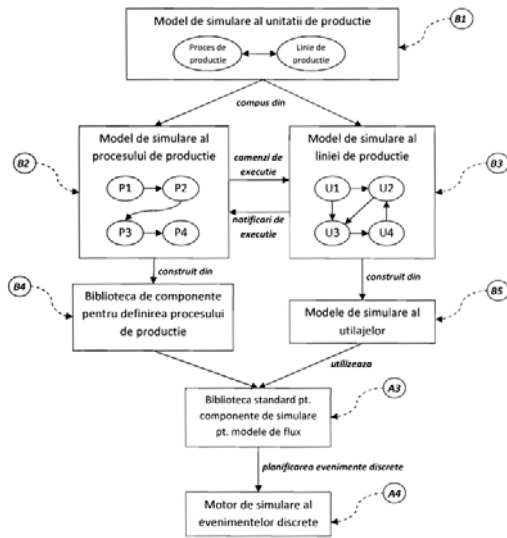 Model de simulare al unitatii de productie
B1
Proces de
productie
Linie de
productie
compus din
Model de simulare al
procesului de productie
P1
P2
P3
P4
B2
comenzi de
executie
notificari de
executie
Model de simulare al
liniei de productie
U1
U2
U3
U4
B3
construit din
construit din
B4
Biblioteca de componente
pentru definirea procesului
de productie
Modele de simulare al
utilajelor
B5
utilizeaza
Biblioteca standard pt.
componente de simulare
pt. modele de flux
A3
planificarea evenimente discrete
Motor de simulare al
evenimentelor discrete
A4